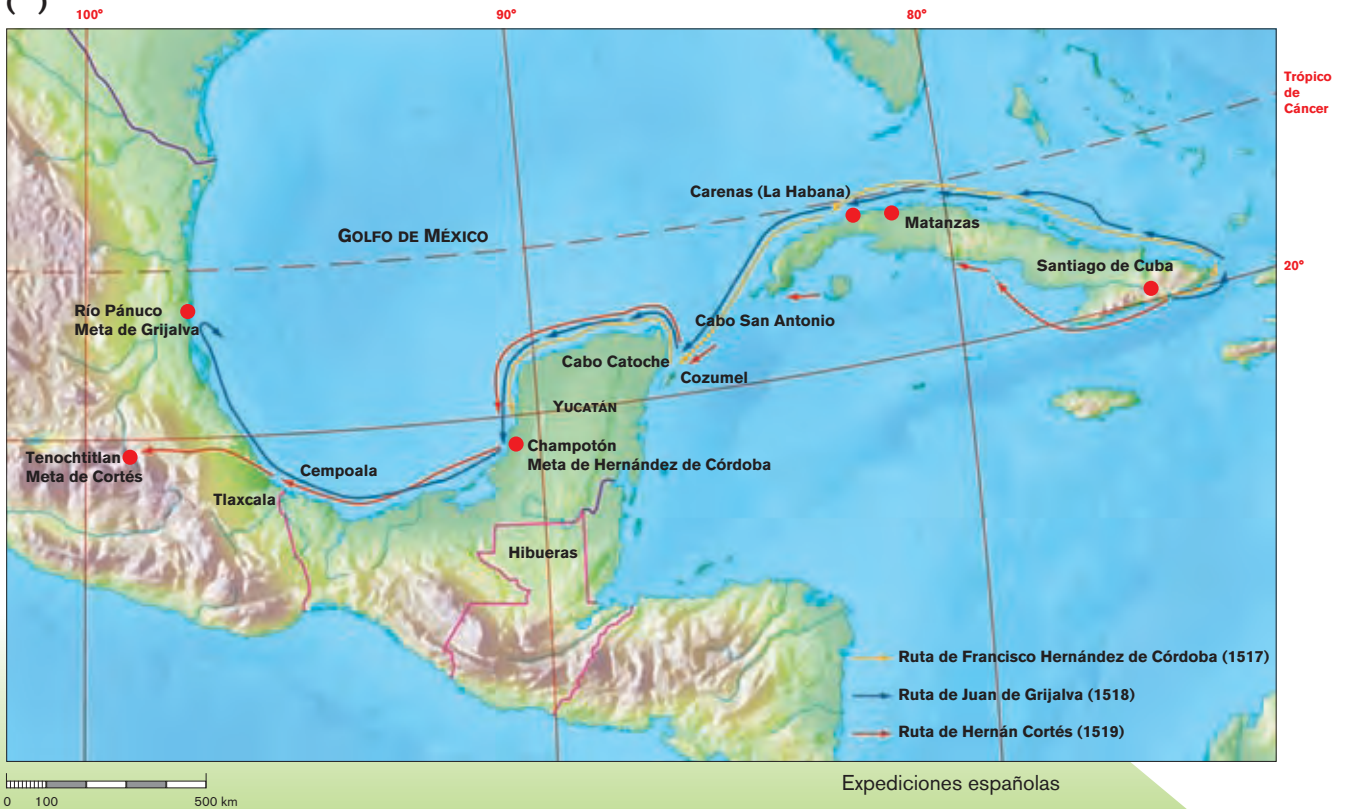 ( )
100°
90°
80°
Trópico
de
Cáncer
Carenas (La Habana)
Matanzas
GOLFO DE MÉXICO
Santiago de Cuba
20°
Río Pánuco
Meta de Grijalva
Cabo San Antonio
Cabo Catoche
Cozumel
YUCATÁN
Champotón
Meta de Hernández de Córdoba
Tenochtitlan
Meta de Cortés
Cempoala
Tlaxcala
Hibueras
Ruta de Francisco Hernández de Córdoba (1517)
Ruta de Juan de Grijalva (1518)
Ruta de Hernán Cortés (1519)
Expediciones españolas
0 100 500 km